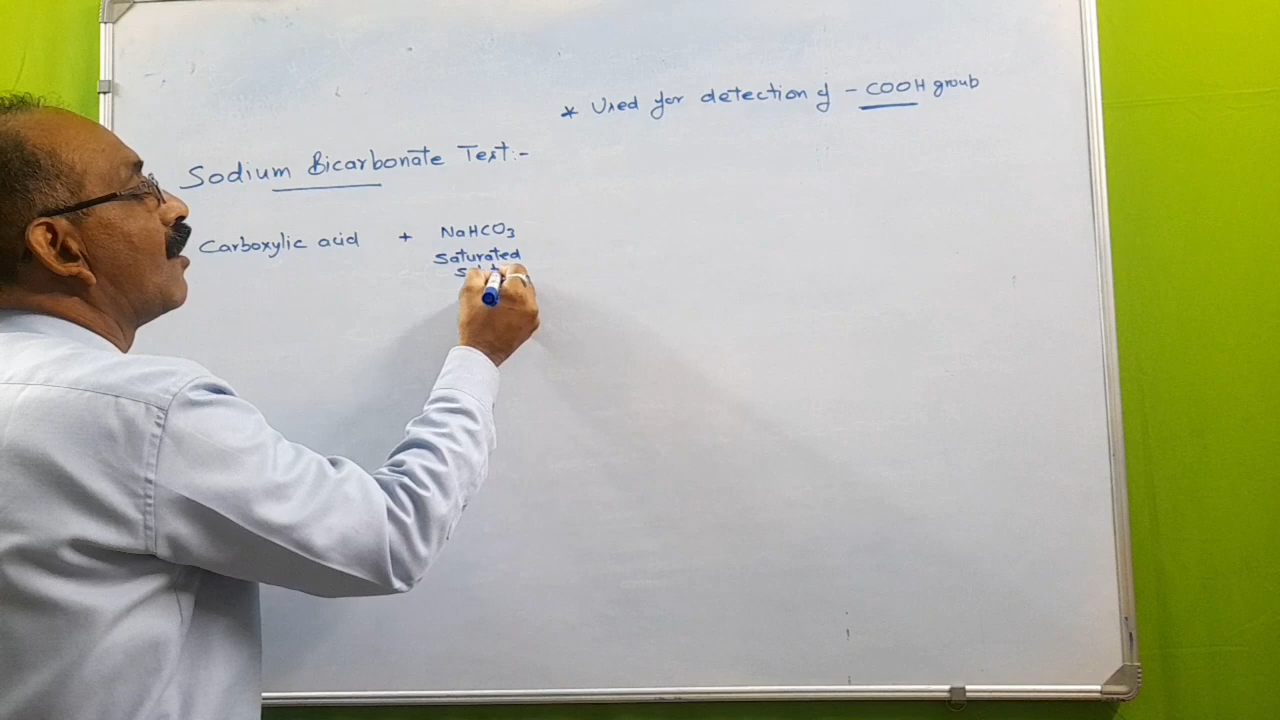 * Used for detection of - COOH group
Sodium Bicarbonate Test:-
Carboxylic acid + NaHCO3
saturated